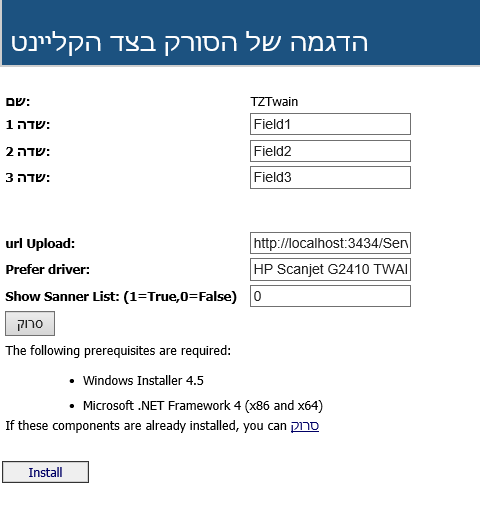 הדגמה של הסורק בצד הקליינט
שם: TZTwain
שדה 1: Field1
שדה 2: Field2
שדה 3: Field3
url Upload: http://localhost:3434/Ser
Prefer driver: HP Scanjet G2410 TWAI
Show Sanner List: (1=True,0=False) 0
סרוק
The following prerequisites are required:
• Windows Installer 4.5
• Microsoft .NET Framework 4 (x86 and x64)
If these components are already installed, you can סרוק
Install